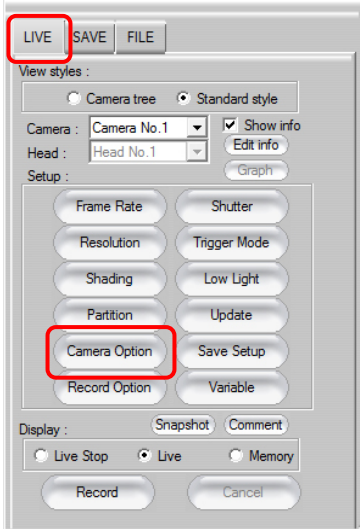 LIVE SAVE FILE
View styles :
Camera tree Standard style
Camera : Camera No.1 Show info
Head : Head No.1 Edit info
Setup : Graph
Frame Rate Shutter
Resolution Trigger Mode
Shading Low Light
Partition Update
Camera Option Save Setup
Record Option Variable
Display : Snapshot Comment
Live Stop Live Memory
Record Cancel